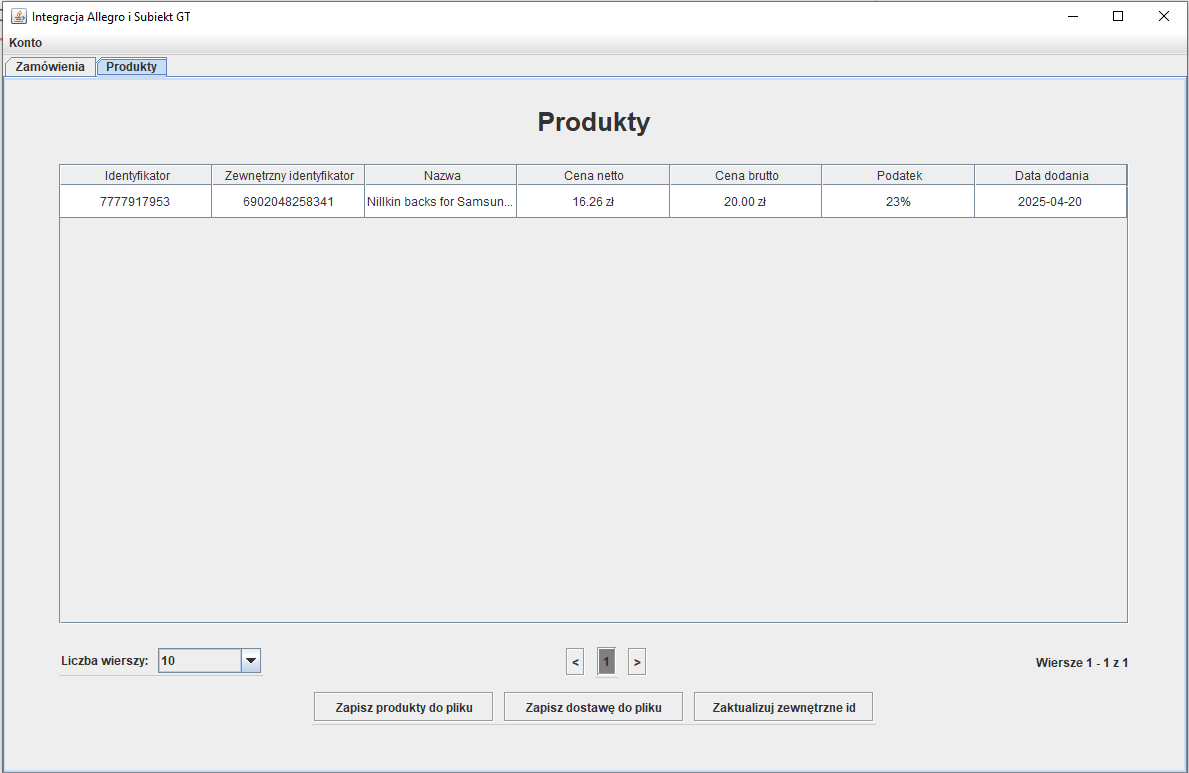 Integracja Allegro i Subiekt GT
Konto
Zamówienia Produkty
Produkty
Identyfikator Zewnętrzny identyfikator Nazwa Cena netto Cena brutto Podatek Data dodania
7777917953 6902048258341 Nillkin backs for Samsun... 16.26 zł 20.00 zł 23% 2025-04-20
Liczba wierszy: 10 < 1 > Wiersze 1 - 1 z 1
Zapisz produkty do pliku Zapisz dostawę do pliku Zaktualizuj zewnętrzne id